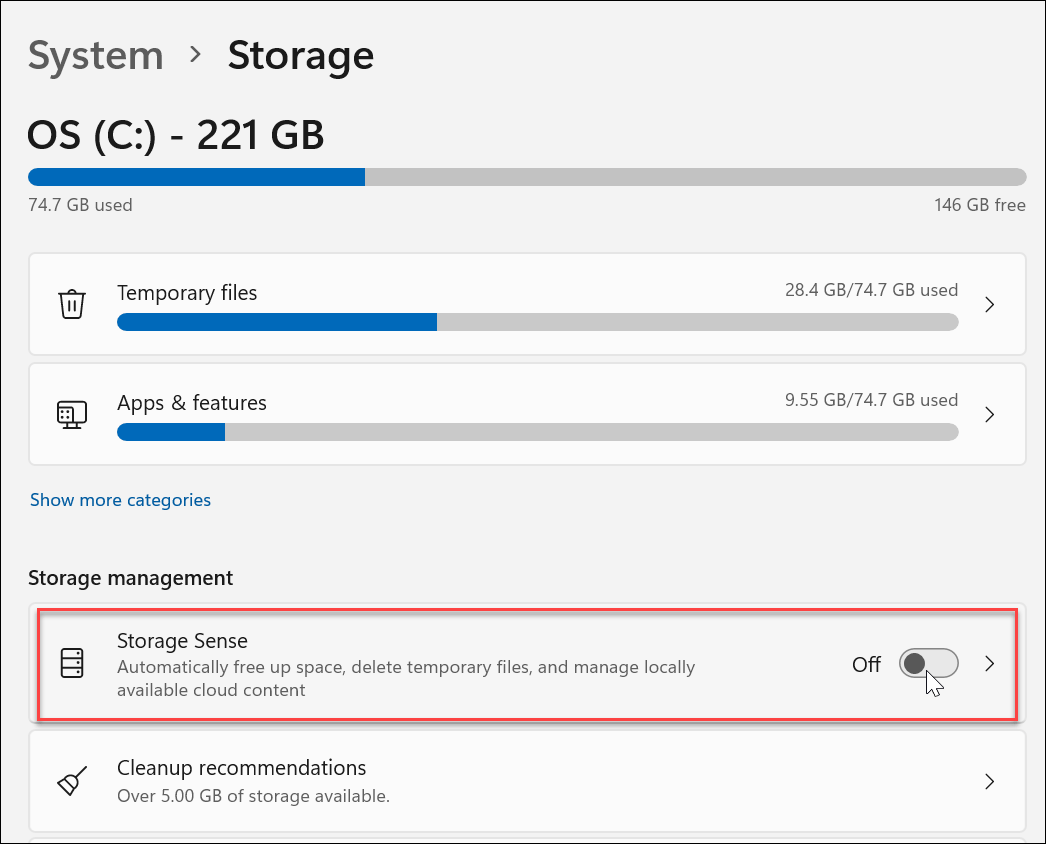 System > Storage
OS (C:) - 221 GB
74.7 GB used
146 GB free
Temporary files
28.4 GB/74.7 GB used
Apps & features
9.55 GB/74.7 GB used
Show more categories
Storage management
Storage Sense
Automatically free up space, delete temporary files, and manage locally
available cloud content
Off
Cleanup recommendations
Over 5.00 GB of storage available.